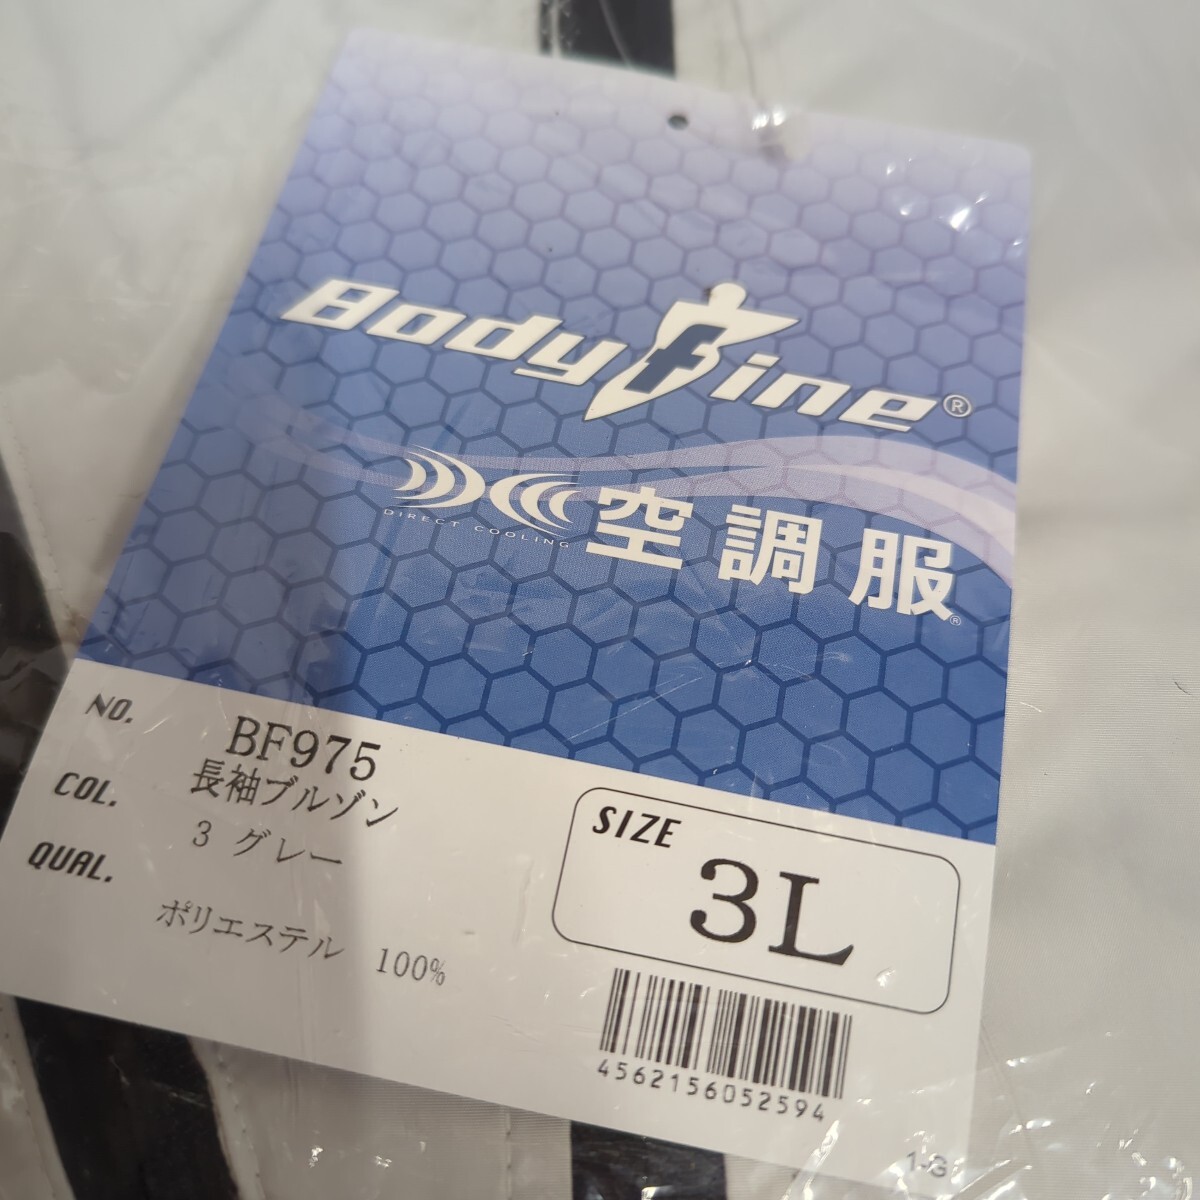 Bodyfine®
DIRECT COOLING
空調服®
NO.
BF975
長袖ブルゾン
COL.
3 グレー
QUAL.
ポリエステル 100%
SIZE
3L
4562156052594
1-G